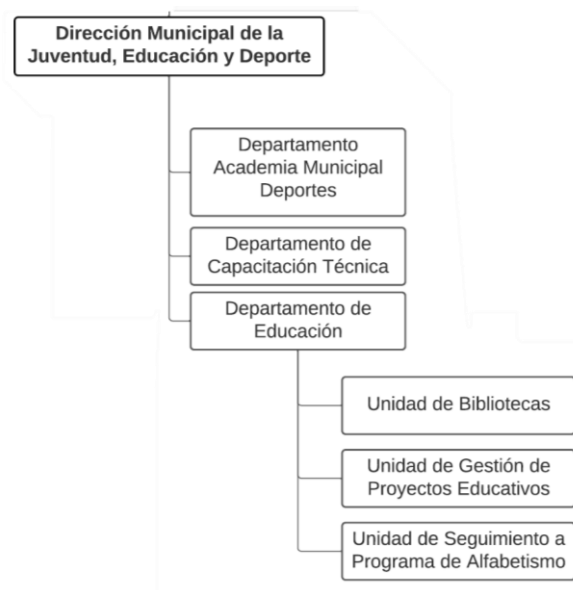 Dirección Municipal de la
Juventud, Educación y Deporte
Departamento
Academia Municipal
Deportes
Departamento de
Capacitación Técnica
Departamento de
Educación
Unidad de Bibliotecas
Unidad de Gestión de
Proyectos Educativos
Unidad de Seguimiento a
Programa de Alfabetismo